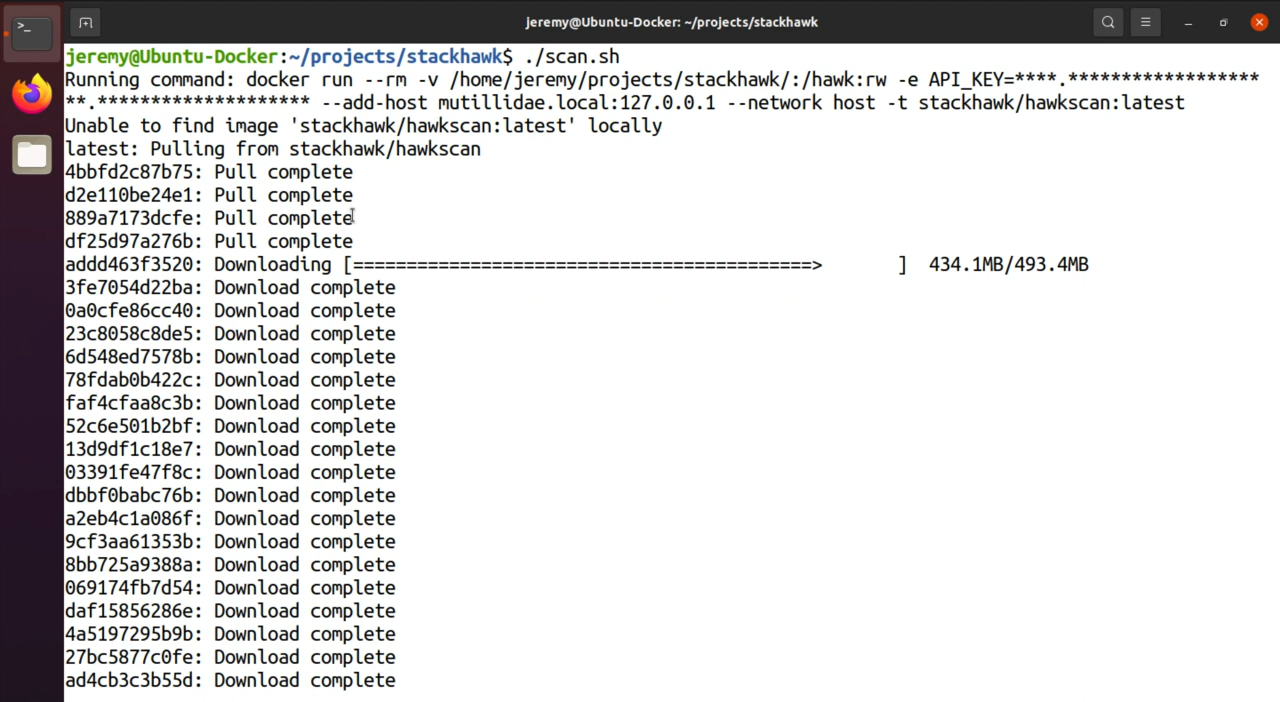 jeremy@Ubuntu-Docker: ~/projects/stackhawk
jeremy@Ubuntu-Docker:~/projects/stackhawk$ ./scan.sh
Running command: docker run --rm -v /home/jeremy/projects/stackhawk/:/hawk:rw -e API_KEY=****.******************
**.******************** --add-host mutillidae.local:127.0.0.1 --network host -t stackhawk/hawkscan:latest
Unable to find image 'stackhawk/hawkscan:latest' locally
latest: Pulling from stackhawk/hawkscan
4bbfd2c87b75: Pull complete
d2e110be24e1: Pull complete
889a7173dcfe: Pull complete
df25d97a276b: Pull complete
addd463f3520: Downloading [===========================================>        ]  434.1MB/493.4MB
3fe7054d22ba: Download complete
0a0cfe86cc40: Download complete
23c8058c8de5: Download complete
6d548ed7578b: Download complete
78fdab0b422c: Download complete
faf4cfaa8c3b: Download complete
52c6e501b2bf: Download complete
13d9df1c18e7: Download complete
03391fe47f8c: Download complete
dbbf0babc76b: Download complete
a2eb4c1a086f: Download complete
9cf3aa61353b: Download complete
8bb725a9388a: Download complete
069174fb7d54: Download complete
daf15856286e: Download complete
4a5197295b9b: Download complete
27bc5877c0fe: Download complete
ad4cb3c3b55d: Download complete